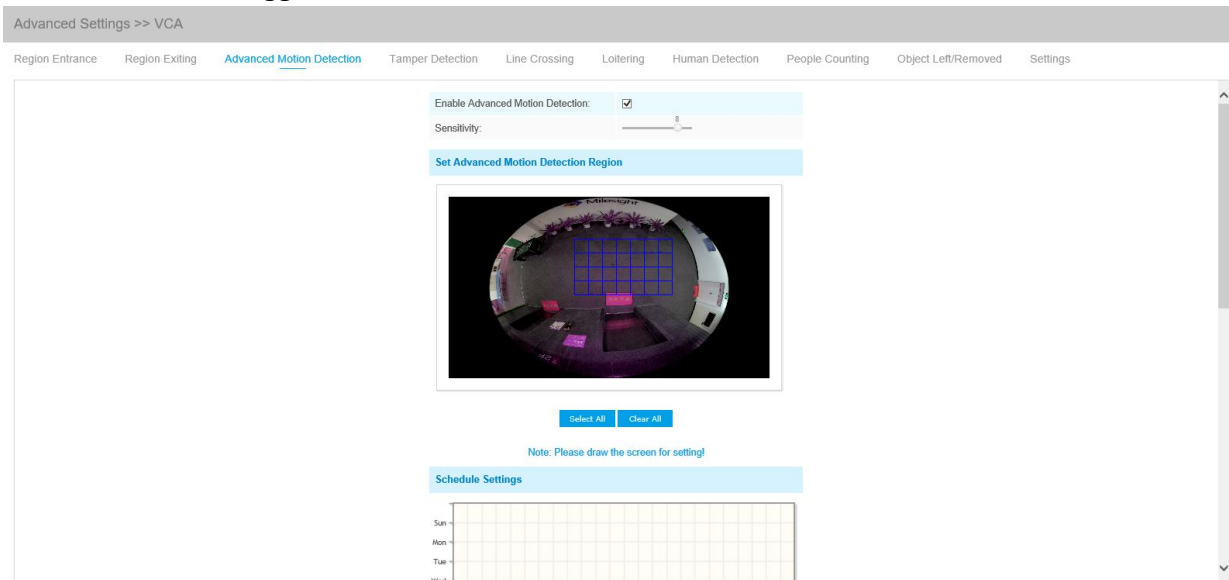 Advanced Settings >> VCA
Region Entrance Region Exiting Advanced Motion Detection Tamper Detection Line Crossing Loitering Human Detection People Counting Object Left/Removed Settings
Enable Advanced Motion Detection:
8
Sensitivity:
Set Advanced Motion Detection Region
Milesight
Select All Clear All
Note: Please draw the screen for setting!
Schedule Settings
Sun
Mon
Tue